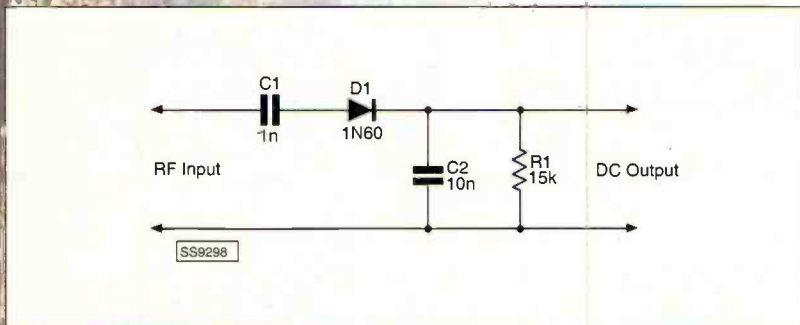 C1
1n
D1
1N60
RF Input
C2
10n
R1
15k
DC Output
SS9298